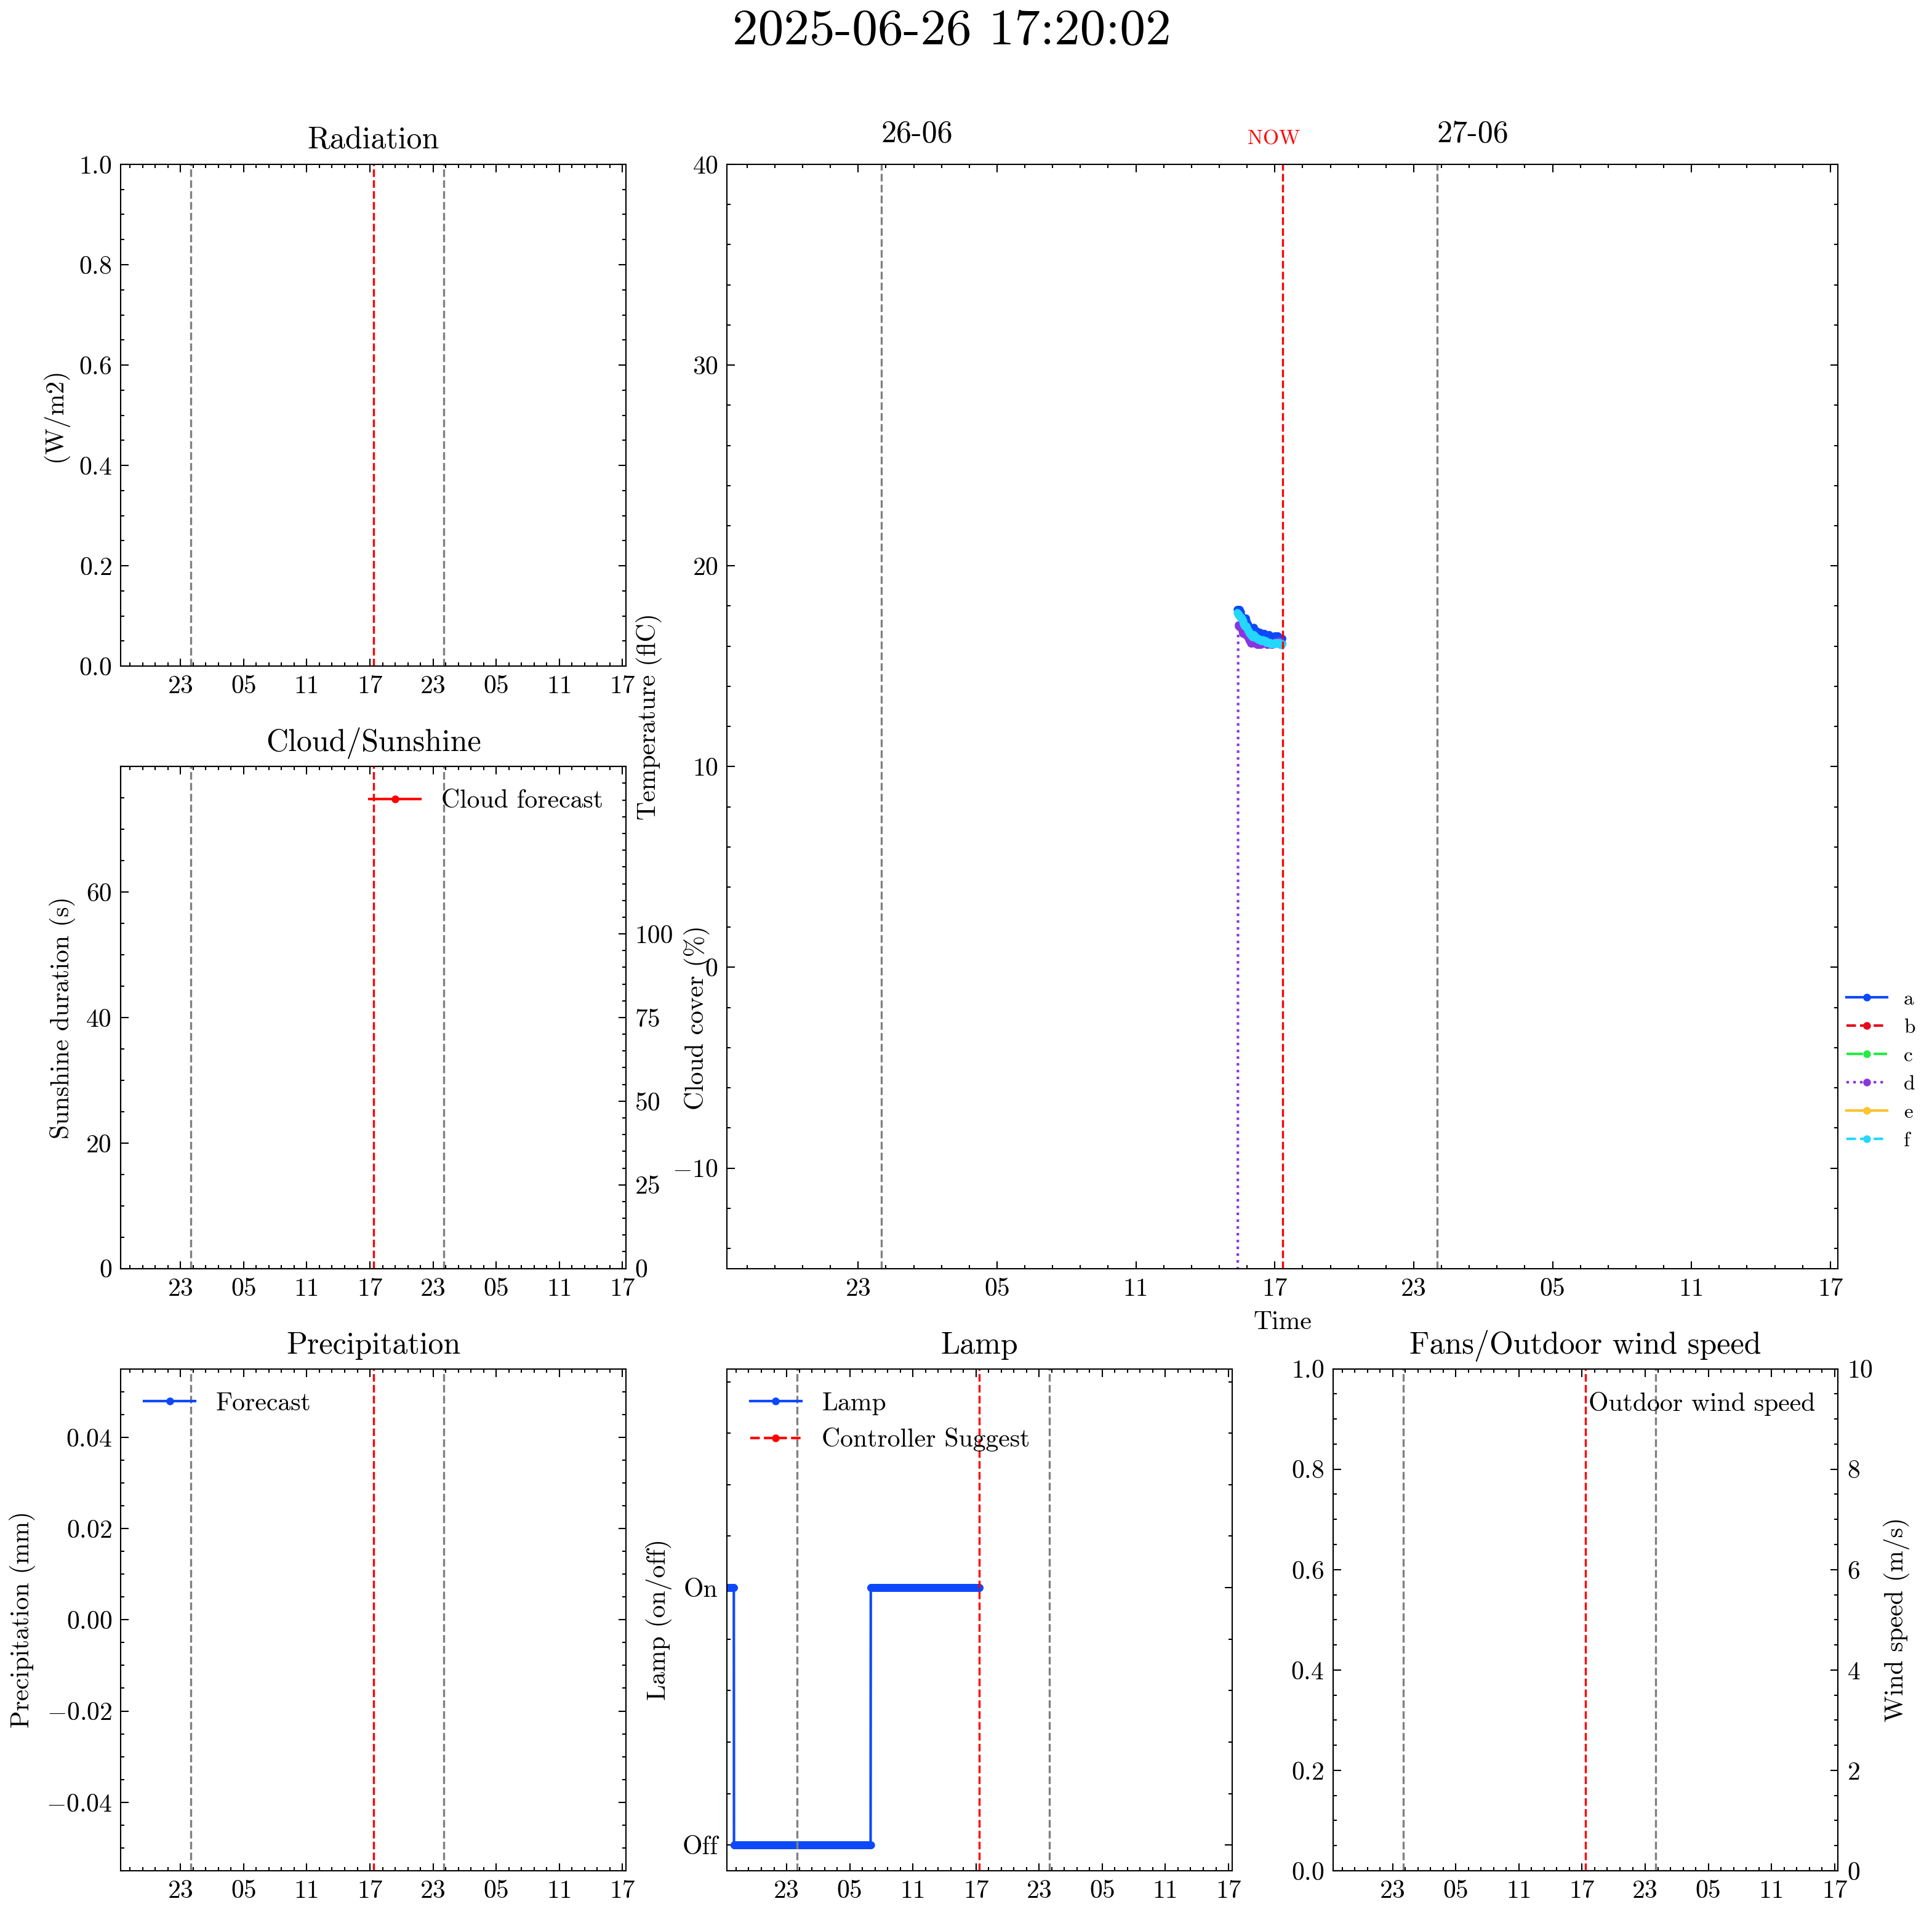 2025-06-26 17:20:02
Radiation
1.0
0.8
0.6
0.4
0.2
0.0
(W/m2)
23 05 11 17 23 05 11 17
26-06
NOW
27-06
40
30
20
10
0
−10
Temperature (flC)
23 05 11 17 23 05 11 17
Time
a
b
c
d
e
f
Cloud/Sunshine
Cloud forecast
60
40
20
0
Sunshine duration (s)
100
75
50
25
0
Cloud cover (%)
23 05 11 17 23 05 11 17
Precipitation
Forecast
0.04
0.02
0.00
−0.02
−0.04
Precipitation (mm)
23 05 11 17 23 05 11 17
Lamp
Lamp
Controller Suggest
On
Off
Lamp (on/off)
23 05 11 17 23 05 11 17
Fans/Outdoor wind speed
Outdoor wind speed
1.0
0.8
0.6
0.4
0.2
0.0
10
8
6
4
2
0
Wind speed (m/s)
23 05 11 17 23 05 11 17